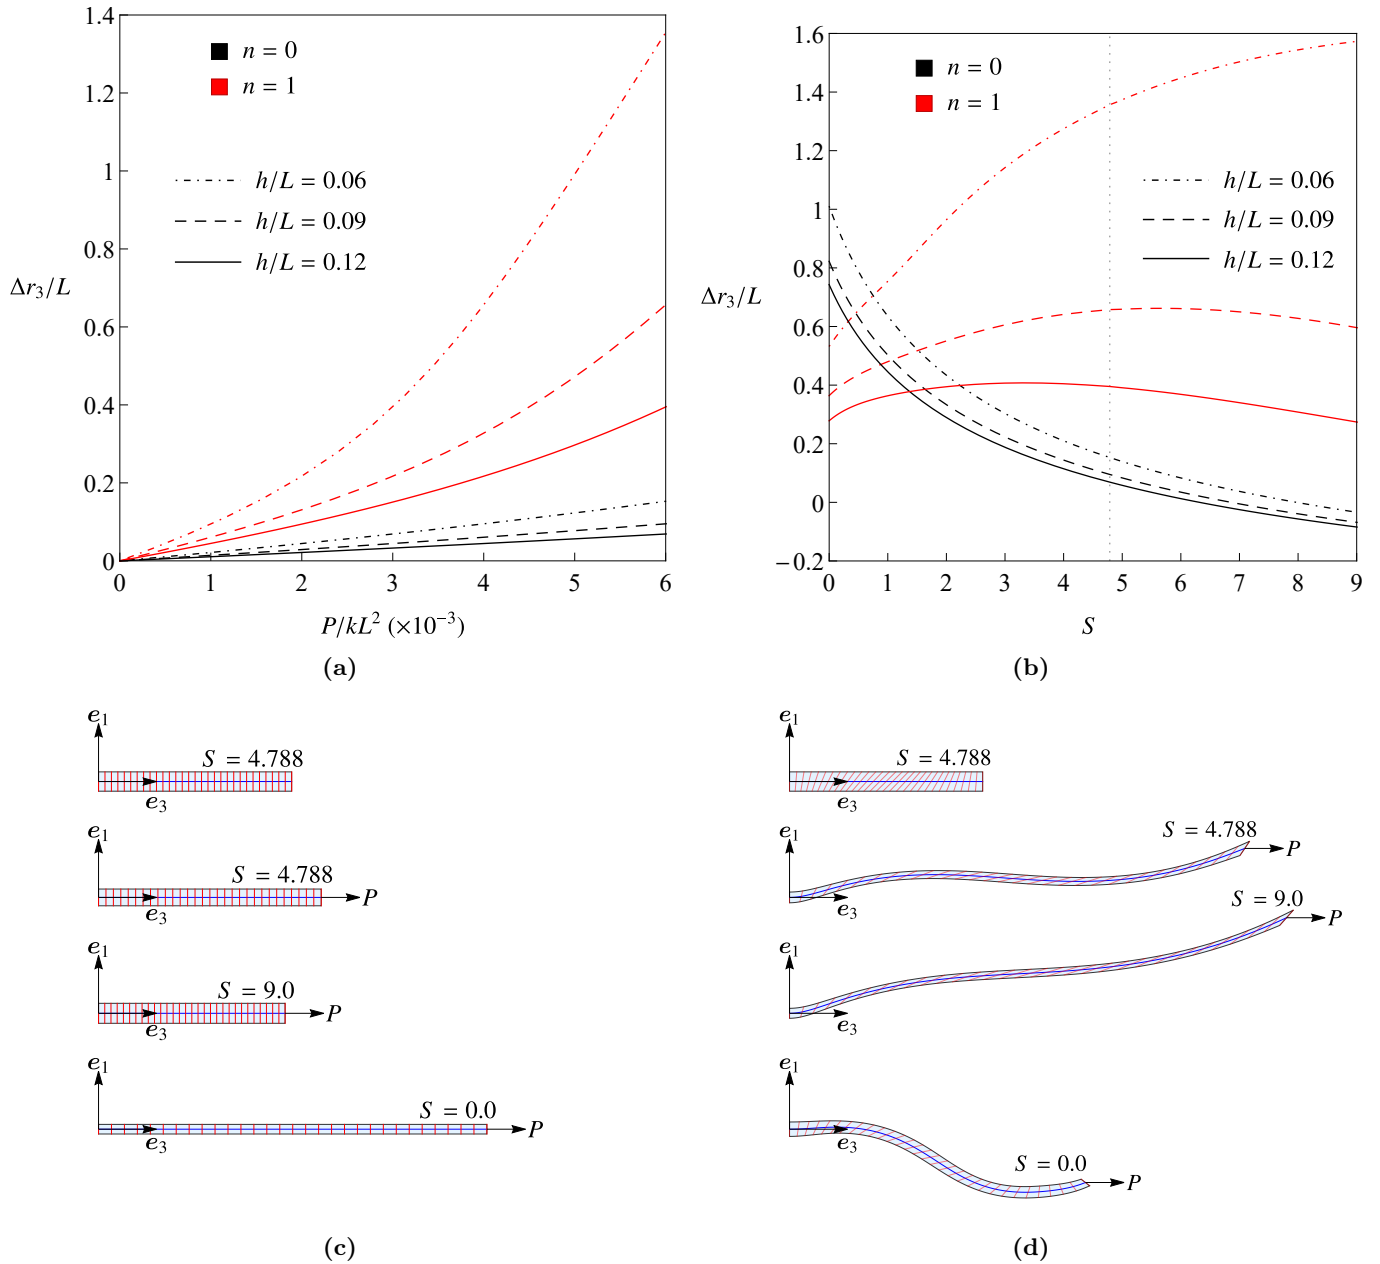 1.4
1.2
1
0.8
0.6
0.4
0.2
0
n = 0
n = 1
h/L = 0.06
h/L = 0.09
h/L = 0.12
Δr₃/L
0 1 2 3 4 5 6
P/kL² (×10⁻³)
(a)
1.6
1.4
1.2
1
0.8
0.6
0.4
0.2
0
−0.2
n = 0
n = 1
h/L = 0.06
h/L = 0.09
h/L = 0.12
Δr₃/L
0 1 2 3 4 5 6 7 8 9
S
(b)
e₁
S = 4.788
e₃
e₁
S = 4.788
P
e₃
e₁
S = 9.0
P
e₃
e₁
S = 0.0
P
e₃
(c)
e₁
S = 4.788
e₃
e₁
S = 4.788
P
e₃
S = 9.0
P
e₁
e₃
e₁
e₃
S = 0.0
P
(d)